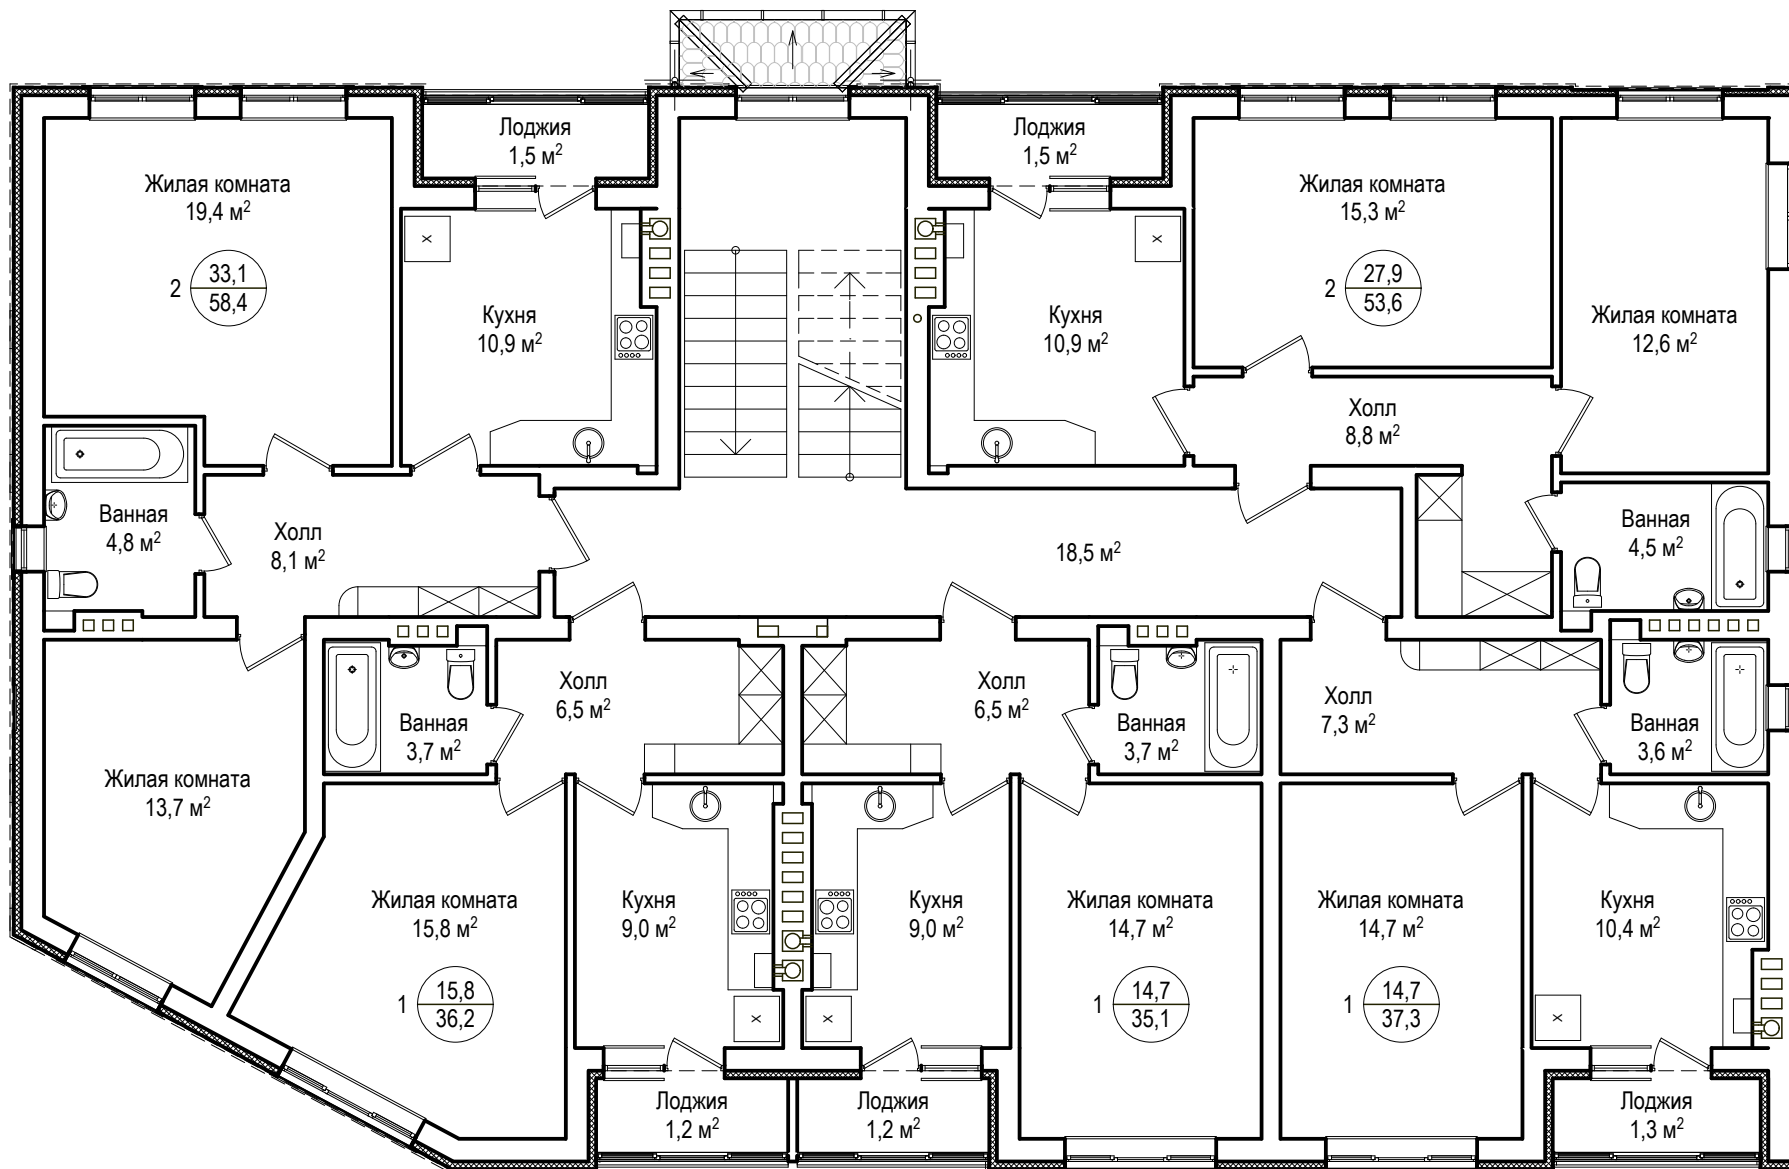 Лоджия
1,5 м²
Лоджия
1,5 м²
Жилая комната
19,4 м²
2
33,1
58,4
х
Кухня
10,9 м²
х
Кухня
10,9 м²
Жилая комната
15,3 м²
2
27,9
53,6
Жилая комната
12,6 м²
Холл
8,8 м²
Ванная
4,8 м²
Холл
8,1 м²
18,5 м²
Ванная
4,5 м²
Жилая комната
13,7 м²
Ванная
3,7 м²
Холл
6,5 м²
Холл
6,5 м²
Ванная
3,7 м²
Холл
7,3 м²
Ванная
3,6 м²
Жилая комната
15,8 м²
1
15,8
36,2
Кухня
9,0 м²
х
Кухня
9,0 м²
х
Жилая комната
14,7 м²
1
14,7
35,1
Жилая комната
14,7 м²
1
14,7
37,3
Кухня
10,4 м²
х
Лоджия
1,2 м²
Лоджия
1,2 м²
Лоджия
1,3 м²